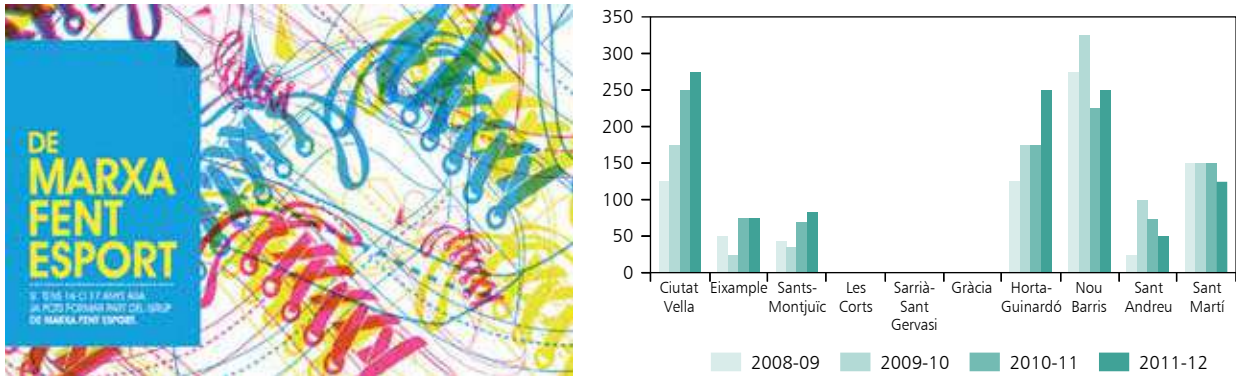 DE
MARXA
FENT
ESPORT
SI TENS 16 O 17 ANYS ARA
JA POTS FORMAR PART DEL GRUP
DE MARXA FENT ESPORT.
350
300
250
200
150
100
50
0
Ciutat
Vella
Eixample
Sants-
Montjuïc
Les
Corts
Sarrià-
Sant
Gervasi
Gràcia
Horta-
Guinardó
Nou
Barris
Sant
Andreu
Sant
Martí
2008-09
2009-10
2010-11
2011-12